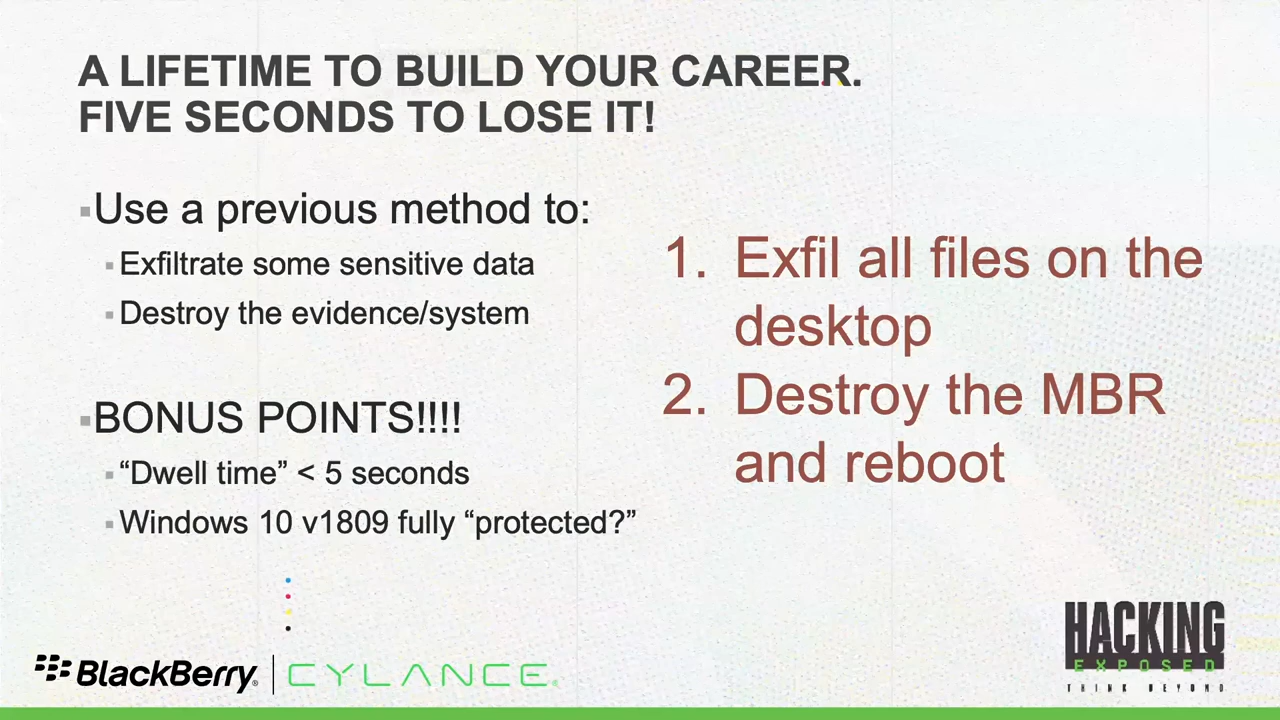 A LIFETIME TO BUILD YOUR CAREER.
FIVE SECONDS TO LOSE IT!
Use a previous method to:
Exfiltrate some sensitive data
Destroy the evidence/system
BONUS POINTS!!!!
“Dwell time” < 5 seconds
Windows 10 v1809 fully “protected?”
1. Exfil all files on the
desktop
2. Destroy the MBR
and reboot
BlackBerry® CYLANCE®
HACKING
EXPOSED
THINK BEYOND